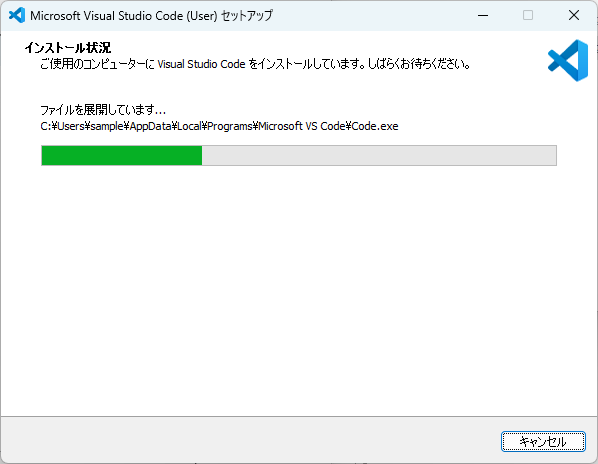 Microsoft Visual Studio Code (User) セットアップ
インストール状況
ご使用のコンピューターに Visual Studio Code をインストールしています。しばらくお待ちください。
ファイルを展開しています...
C:¥Users¥sample¥AppData¥Local¥Programs¥Microsoft VS Code¥Code.exe
キャンセル